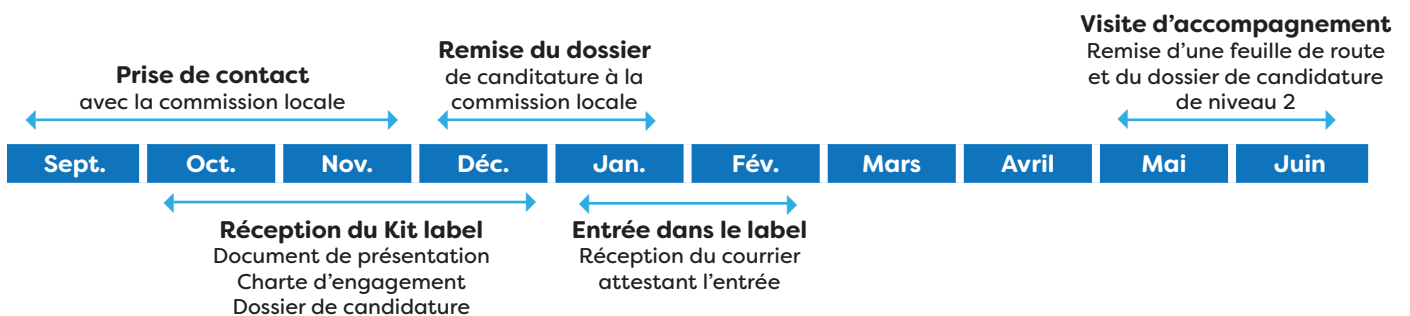 Visite d'accompagnement
Remise d'une feuille de route
et du dossier de candidature
de niveau 2
Remise du dossier
de canditature à la
commission locale
Prise de contact
avec la commission locale
Sept.
Oct.
Nov.
Déc.
Jan.
Fév.
Mars
Avril
Mai
Juin
Réception du Kit label
Document de présentation
Charte d'engagement
Dossier de candidature
Entrée dans le label
Réception du courrier
attestant l'entrée